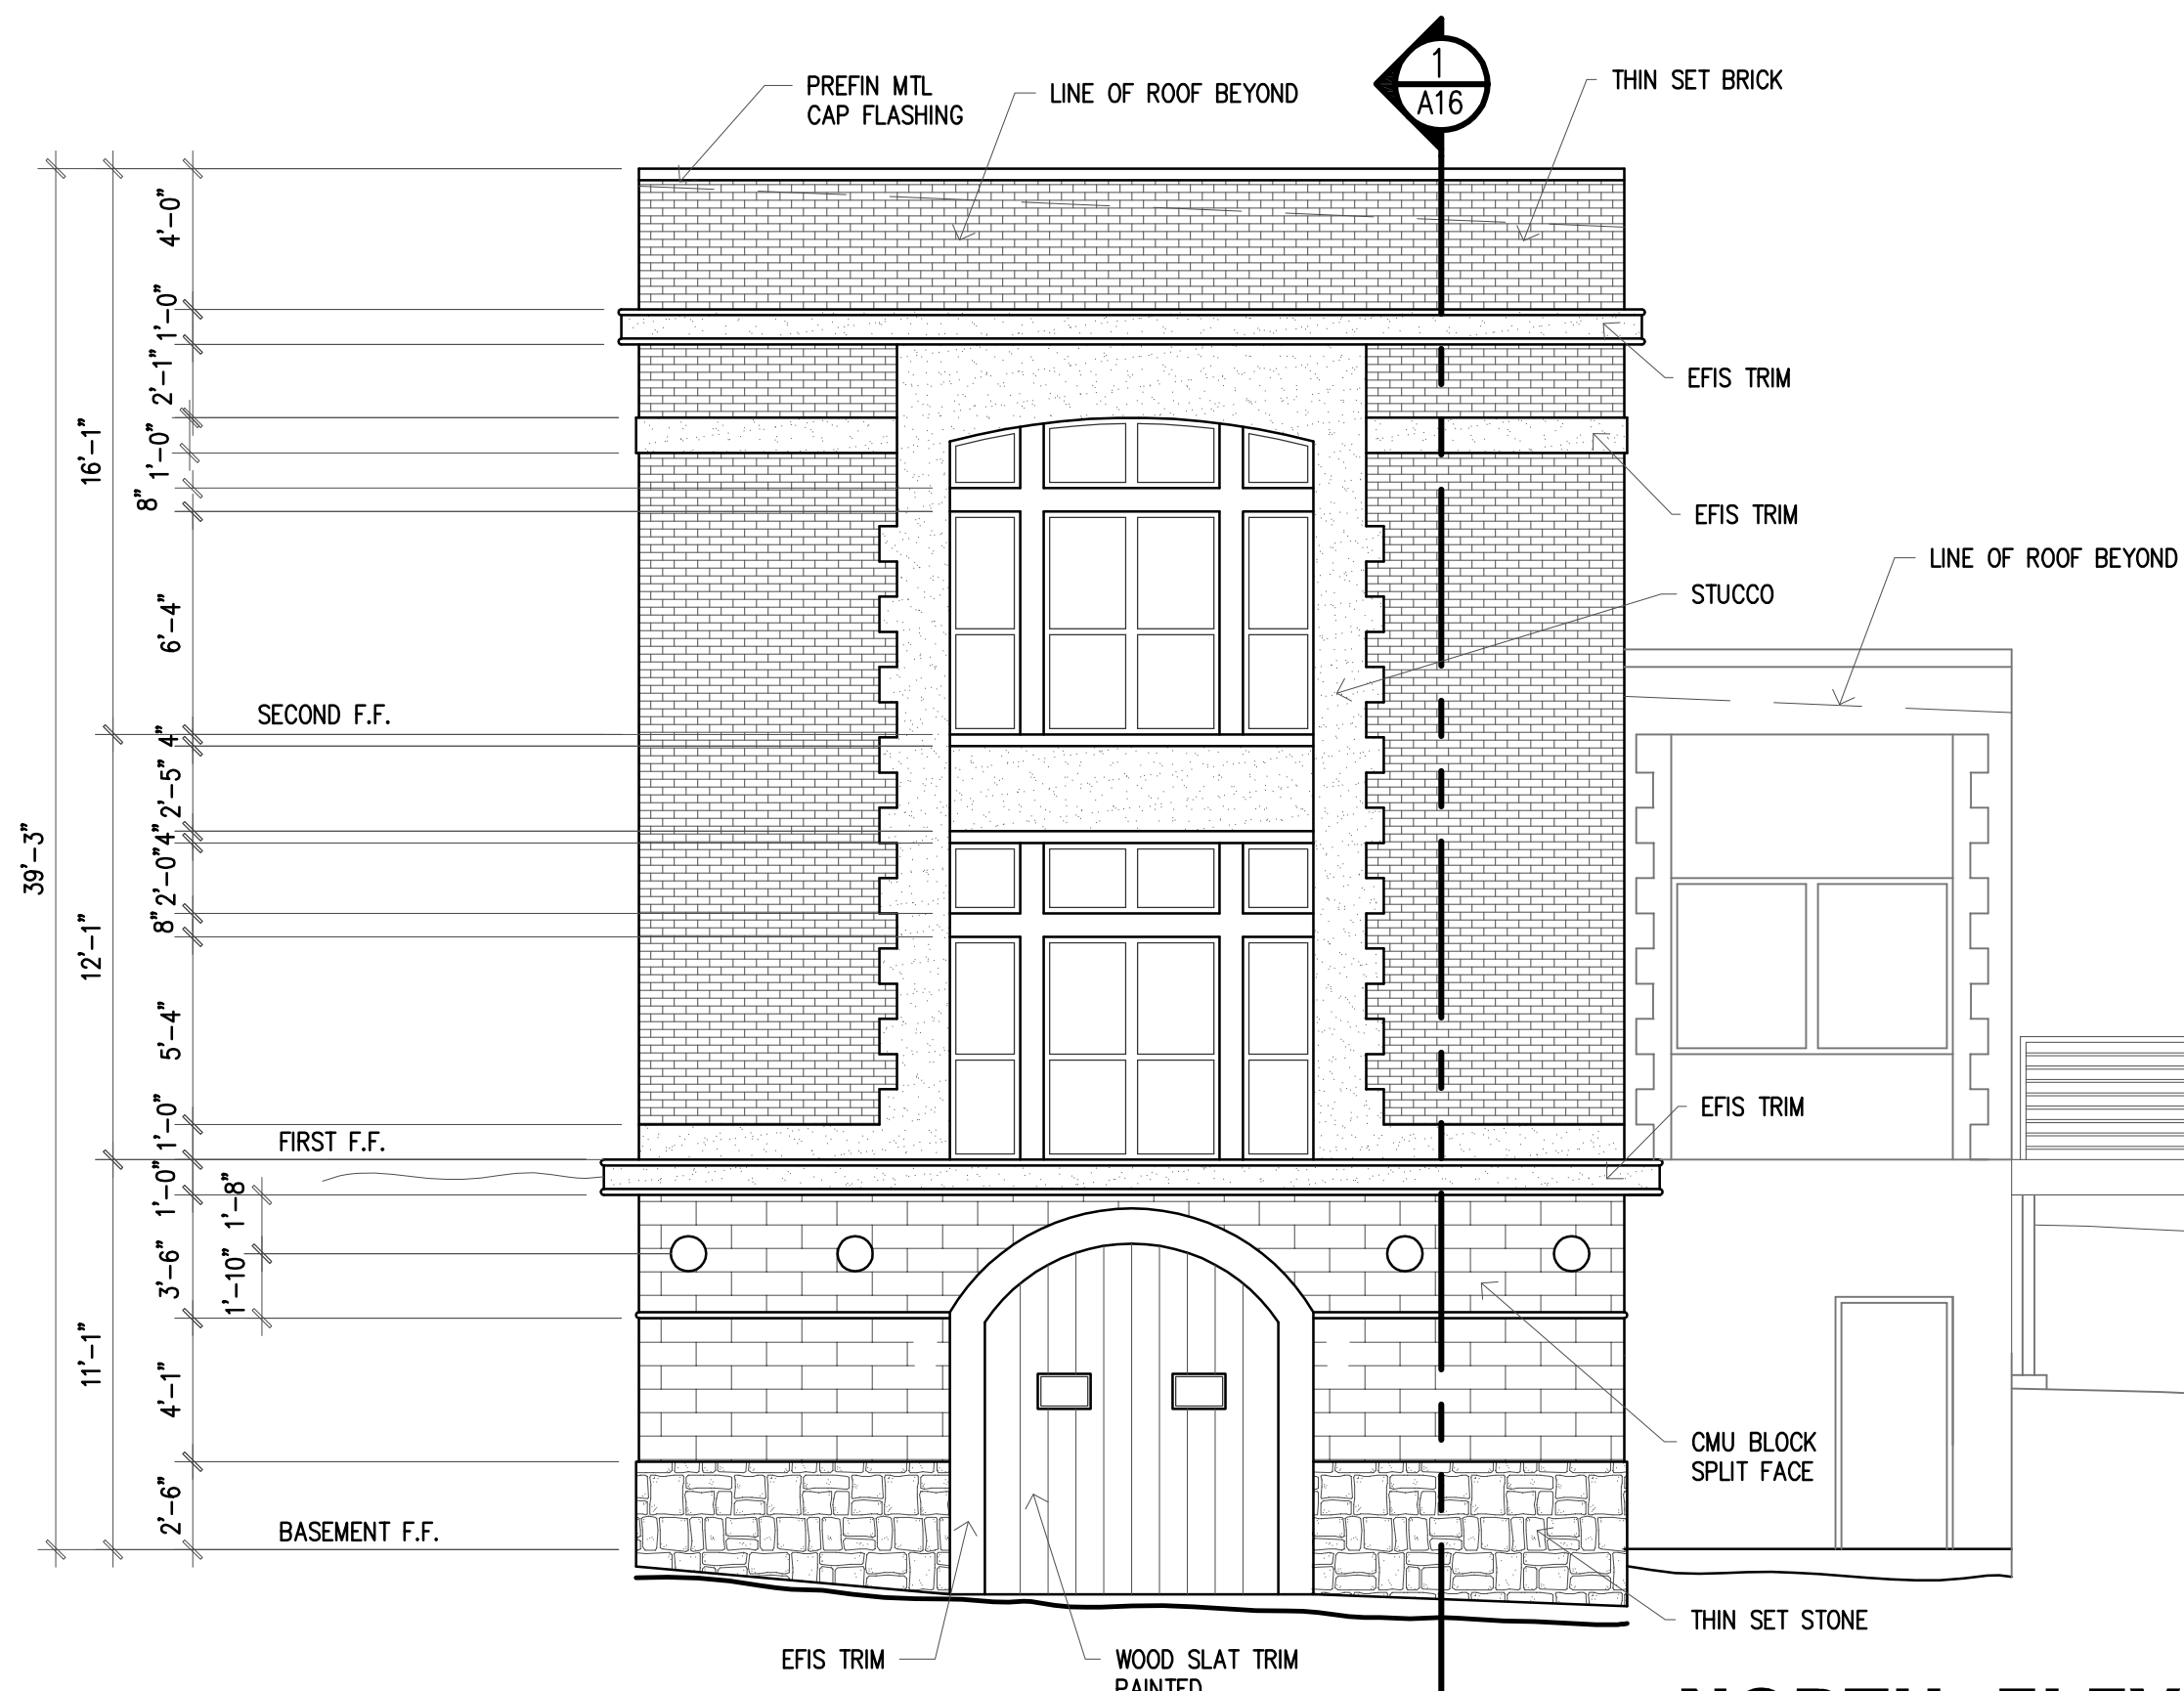 1
A16
PREFIN MTL
CAP FLASHING
LINE OF ROOF BEYOND
THIN SET BRICK
4'-0"
1'-0"
2'-1"
EFIS TRIM
16'-1"
1'-0"
8"
EFIS TRIM
LINE OF ROOF BEYOND
6'-4"
STUCCO
SECOND F.F.
4"
2'-5"
39'-3"
4"
2'-0"
8"
12'-1"
5'-4"
1'-0"
EFIS TRIM
FIRST F.F.
1'-0"
1'-8"
3'-6"
1'-10"
11'-1"
4'-1"
CMU BLOCK
SPLIT FACE
2'-6"
BASEMENT F.F.
THIN SET STONE
EFIS TRIM
WOOD SLAT TRIM
PAINTED